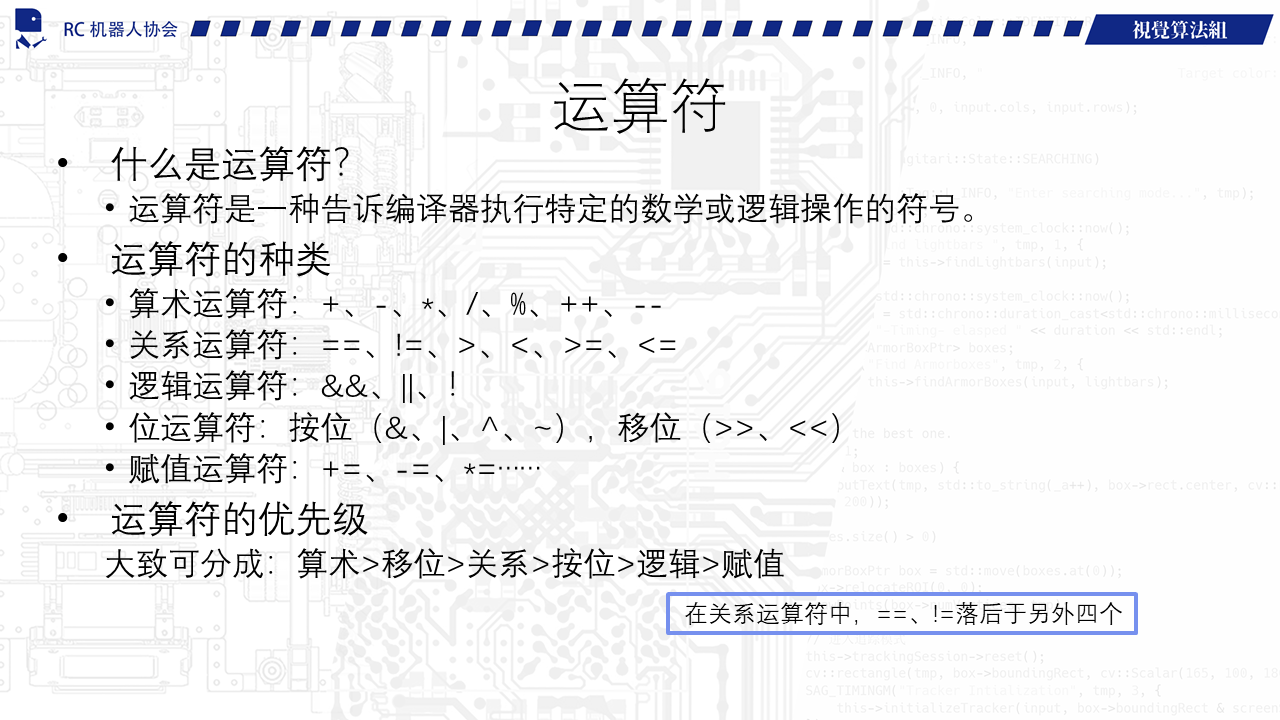 RC 机器人协会
視覺算法組
运算符
• 什么是运算符?
• 运算符是一种告诉编译器执行特定的数学或逻辑操作的符号。
• 运算符的种类
• 算术运算符：+、-、*、/、%、++、--
• 关系运算符：==、!=、>、<、>=、<=
• 逻辑运算符：&&、||、!
• 位运算符：按位（&、|、^、~），移位（>>、<<）
• 赋值运算符：+=、-=、*=……
• 运算符的优先级
大致可分成：算术>移位>关系>按位>逻辑>赋值
在关系运算符中，==、!=落后于另外四个